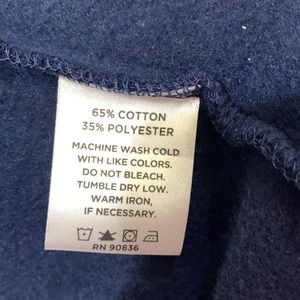 65% COTTON
35% POLYESTER
MACHINE WASH COLD
WITH LIKE COLORS.
DO NOT BLEACH.
TUMBLE DRY LOW.
WARM IRON,
IF NECESSARY.
RN 90836